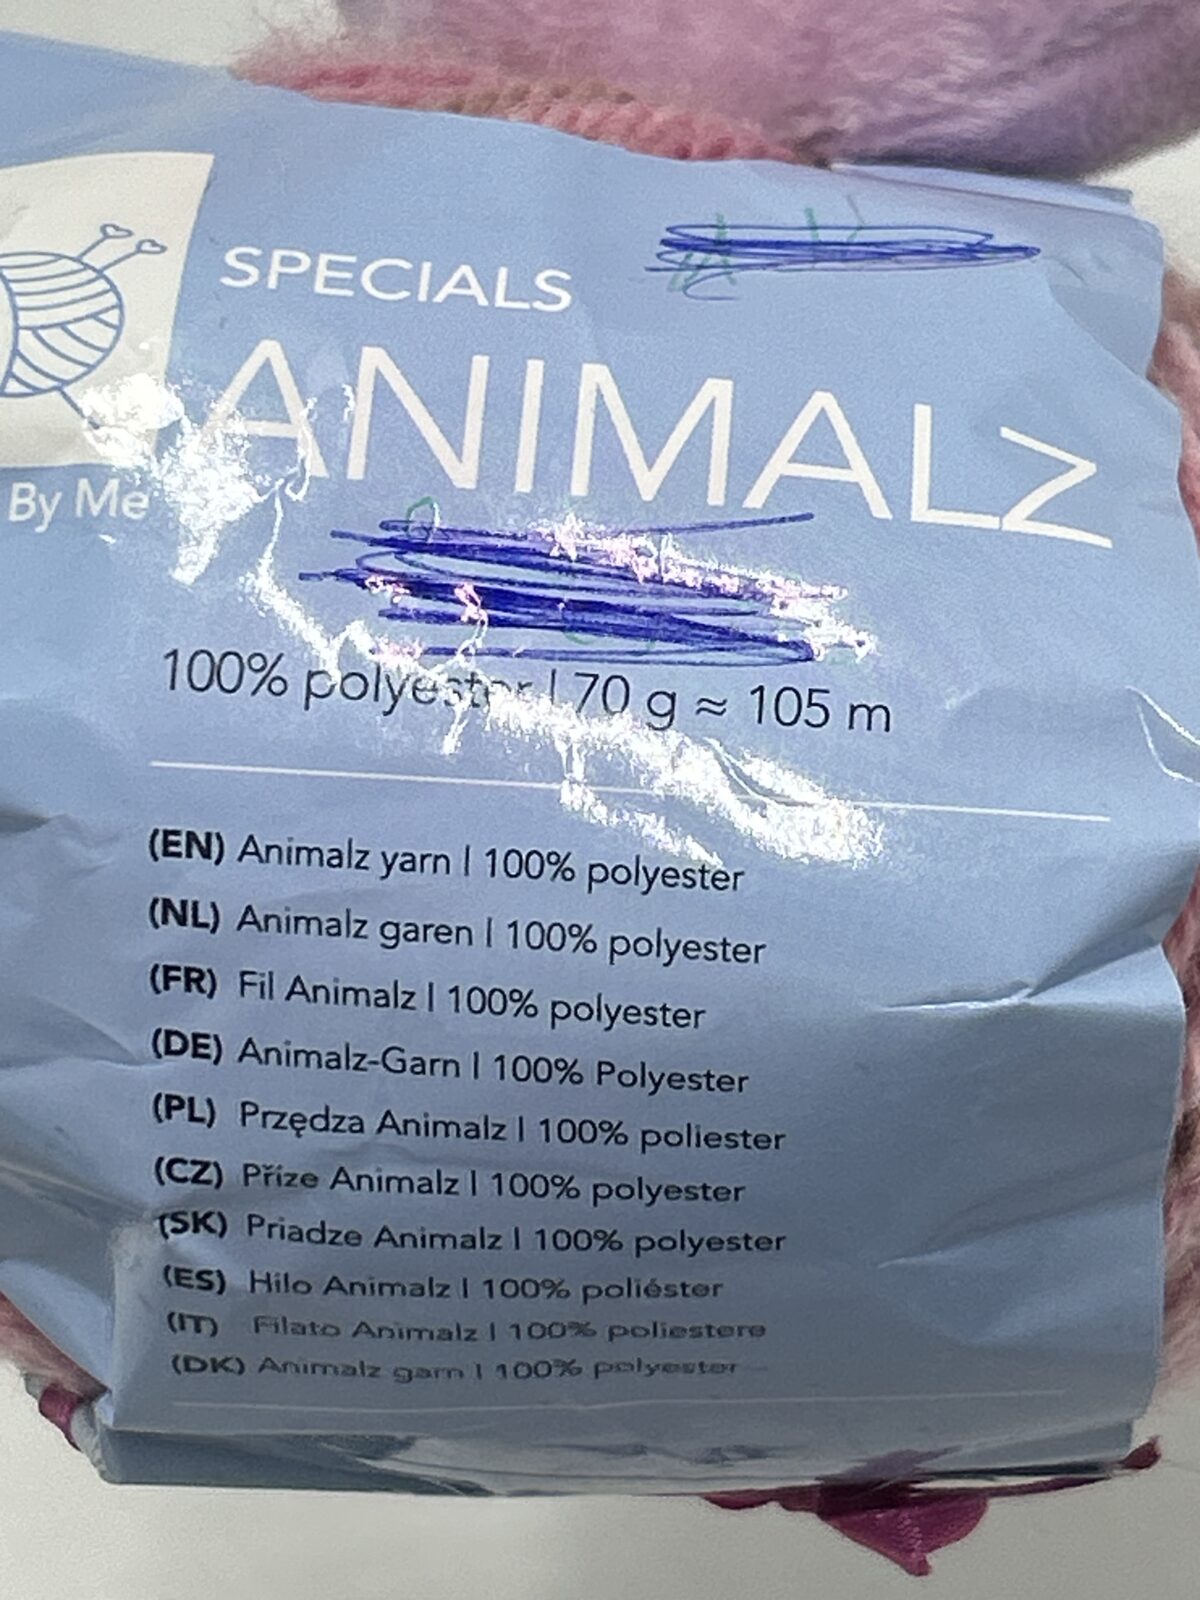 SPECIALS
ANIMALZ
By Me
100% polyester | 70 g ≈ 105 m
(EN) Animalz yarn | 100% polyester
(NL) Animalz garen | 100% polyester
(FR) Fil Animalz | 100% polyester
(DE) Animalz-Garn | 100% Polyester
(PL) Przędza Animalz | 100% poliester
(CZ) Příze Animalz | 100% polyester
(SK) Priadze Animalz | 100% polyester
(ES) Hilo Animalz | 100% poliéster
(IT) Filato Animalz | 100% poliestere
(DK) Animalz garn | 100% polyester